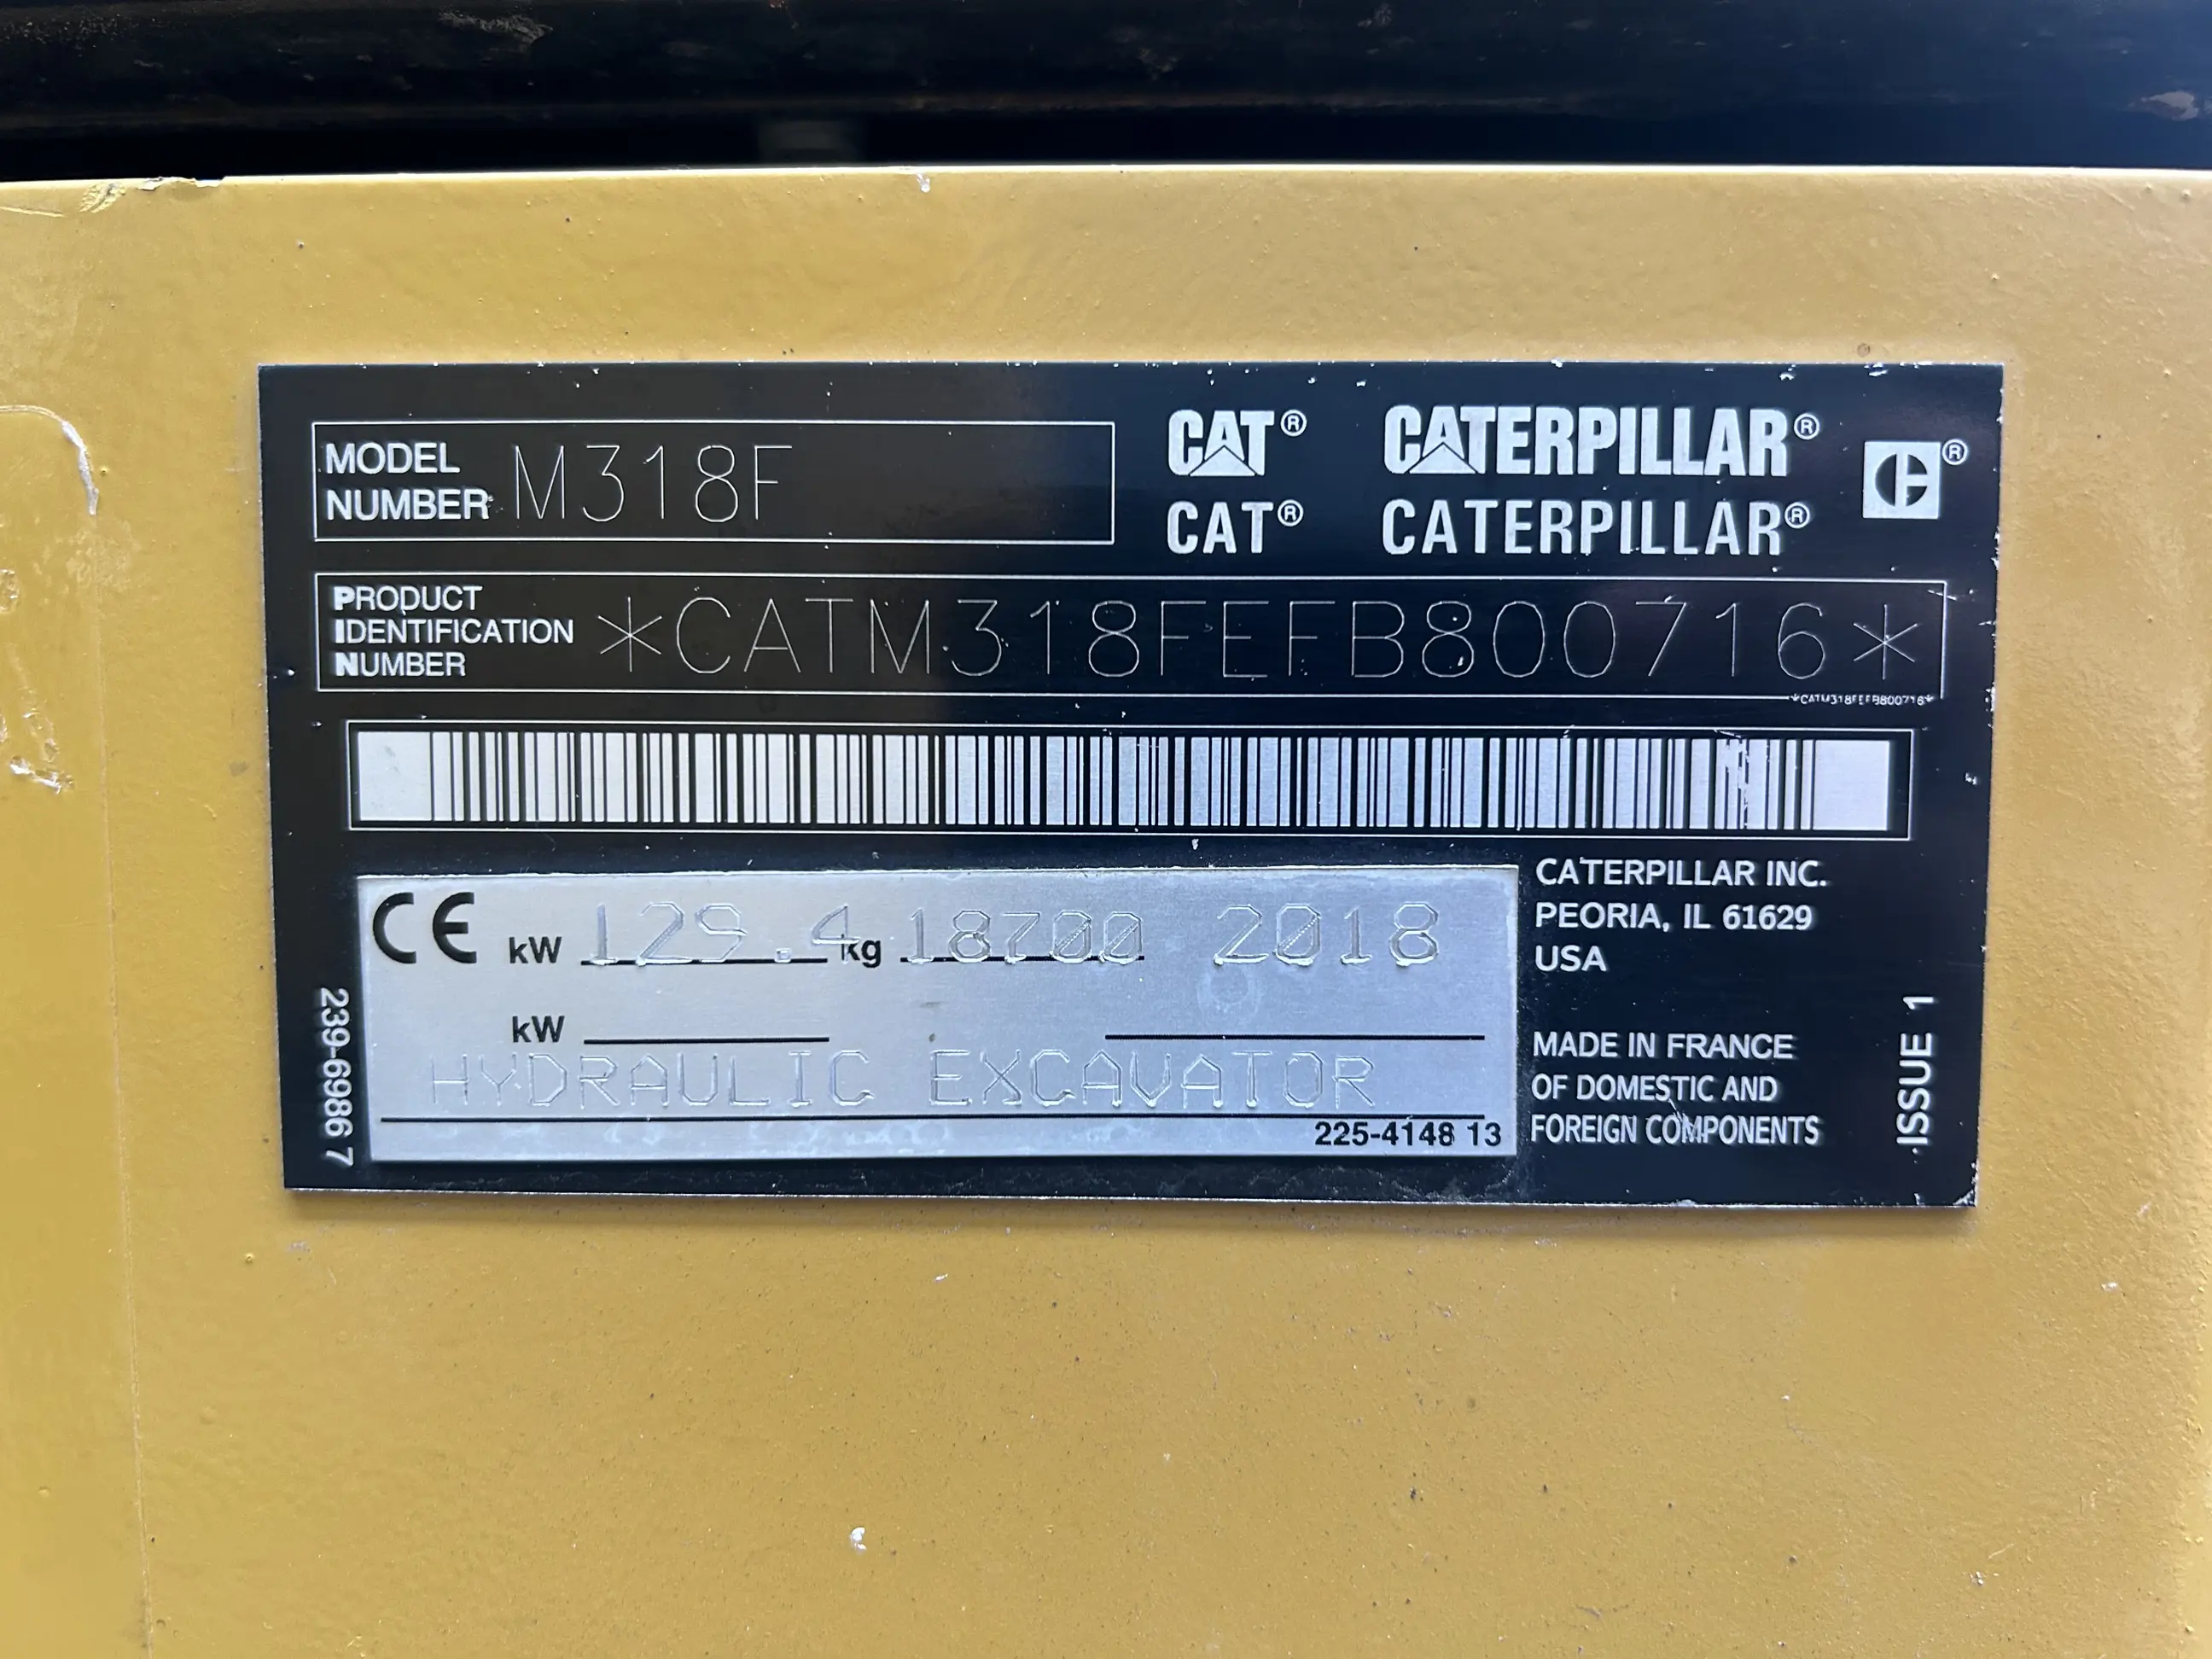 MODEL NUMBER M318F
CAT® CATERPILLAR®
CAT® CATERPILLAR®
PRODUCT IDENTIFICATION NUMBER *CATM318FEFB800716*
*CATM318FEFB800716*
CE kW 129.4 kg 18700 2018
kW
HYDRAULIC EXCAVATOR
225-4148 13
239-6986 7
CATERPILLAR INC.
PEORIA, IL 61629
USA
MADE IN FRANCE
OF DOMESTIC AND
FOREIGN COMPONENTS
ISSUE 1